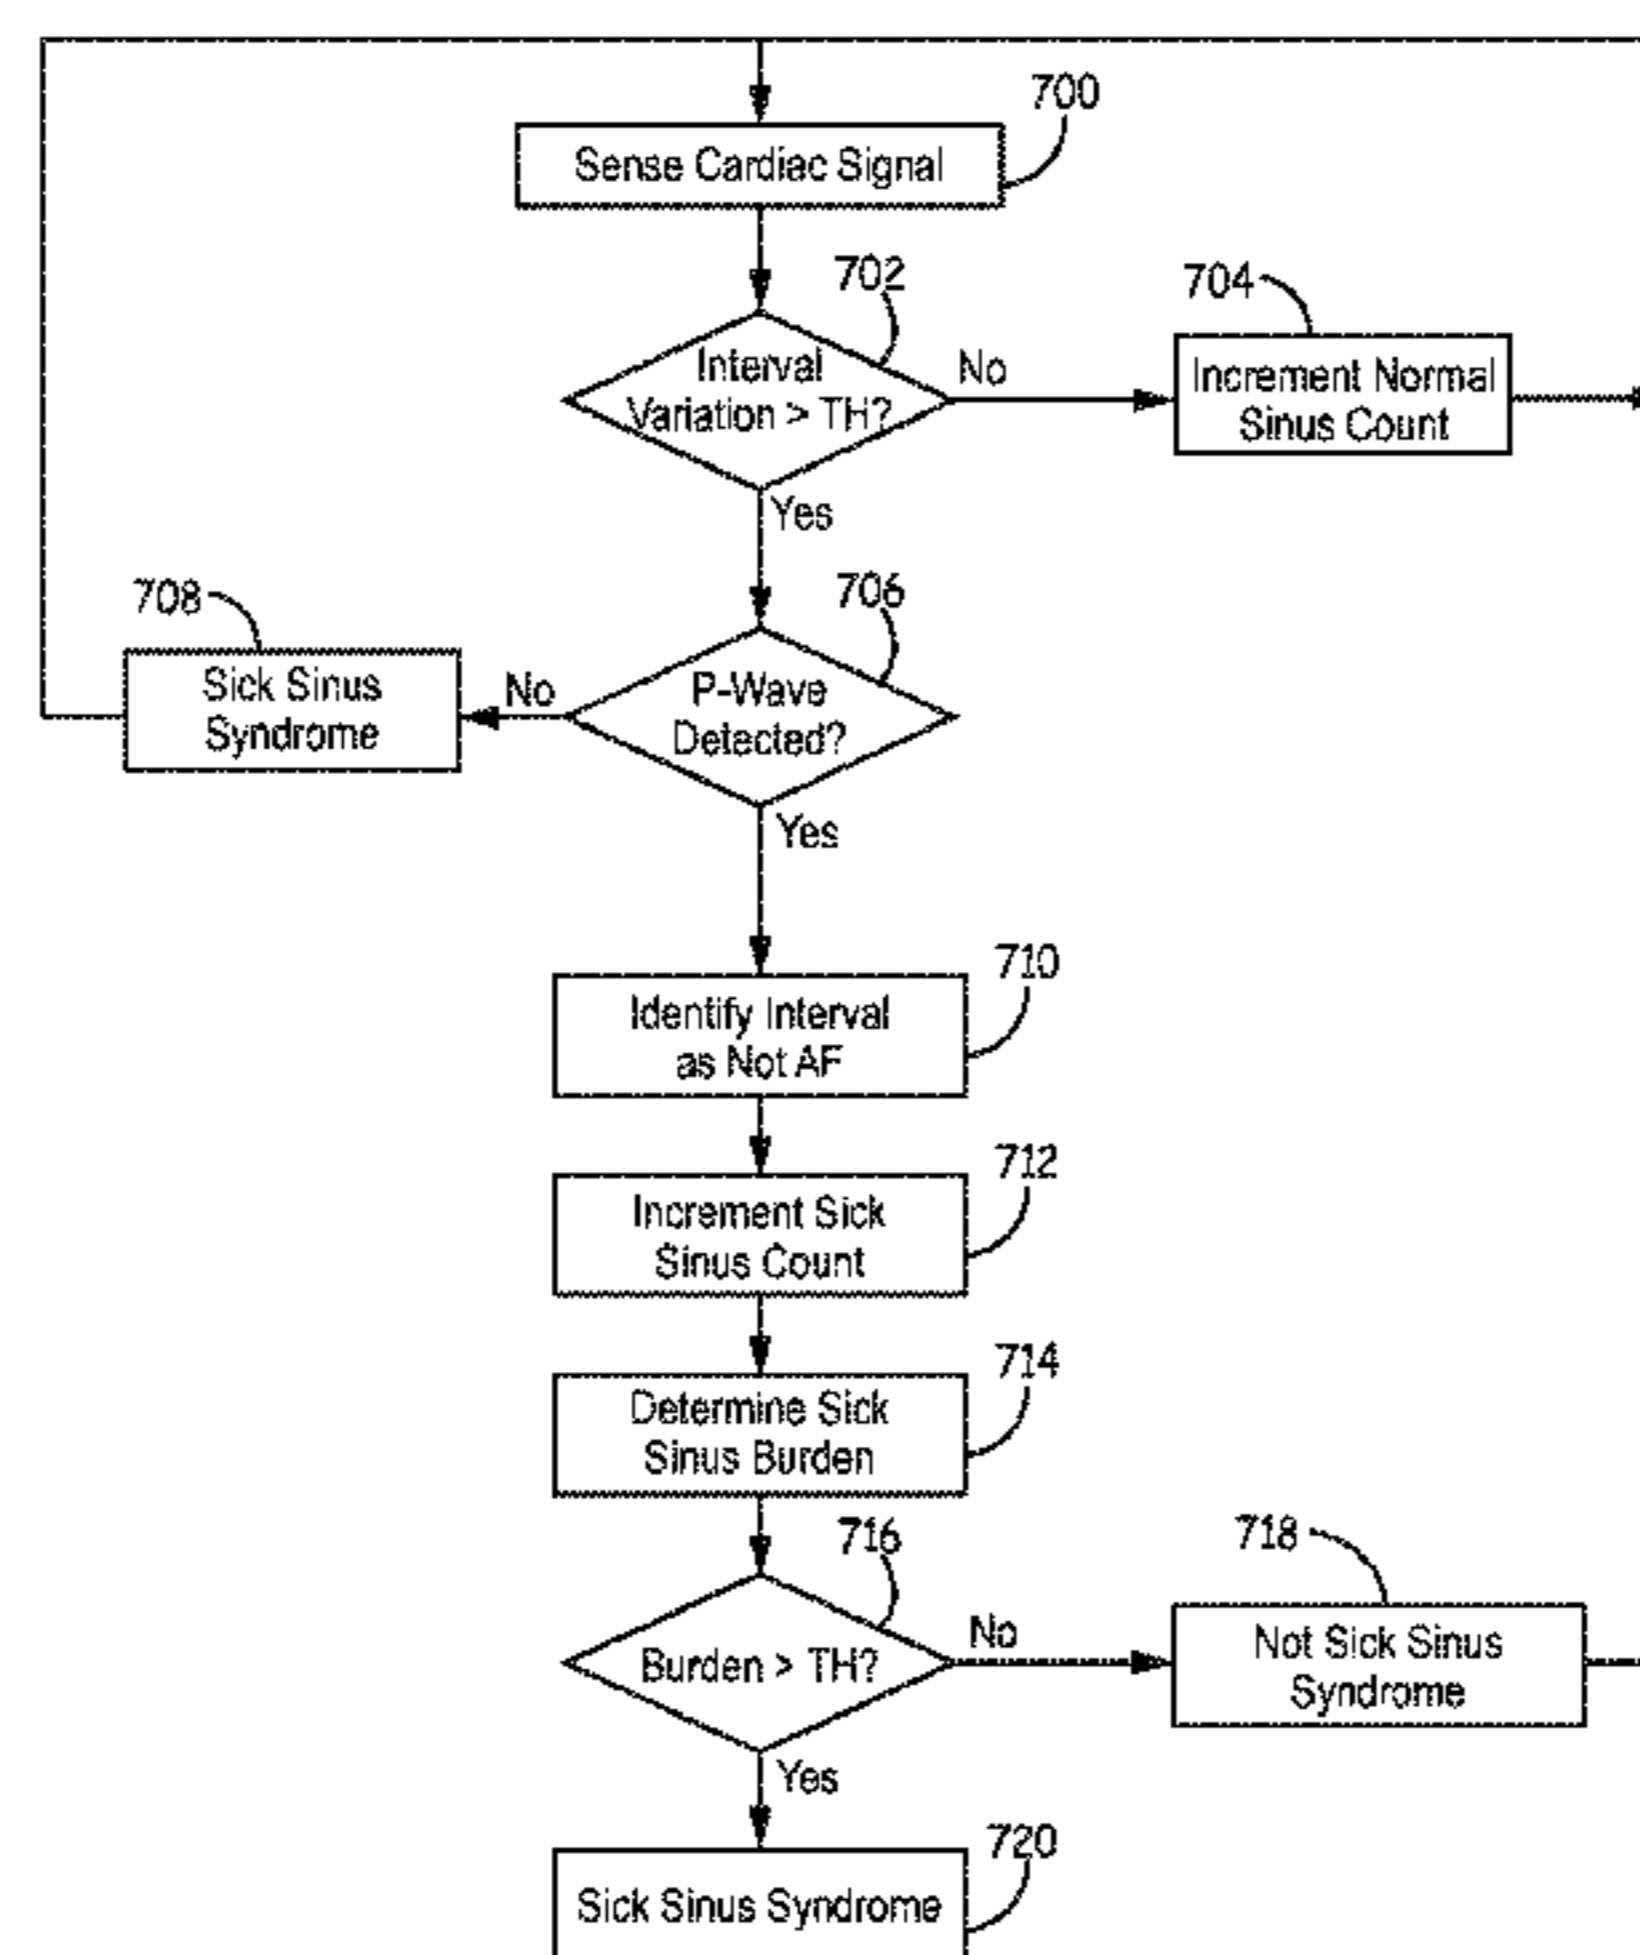 700
Sense Cardiac Signal
702
704
Interval
Variation > TH?
No
Increment Normal
Sinus Count
Yes
706
708
P-Wave
Detected?
No
Sick Sinus
Syndrome
Yes
710
Identify Interval
as Not AF
712
Increment Sick
Sinus Count
714
Determine Sick
Sinus Burden
716
718
Burden > TH?
No
Not Sick Sinus
Syndrome
Yes
720
Sick Sinus Syndrome